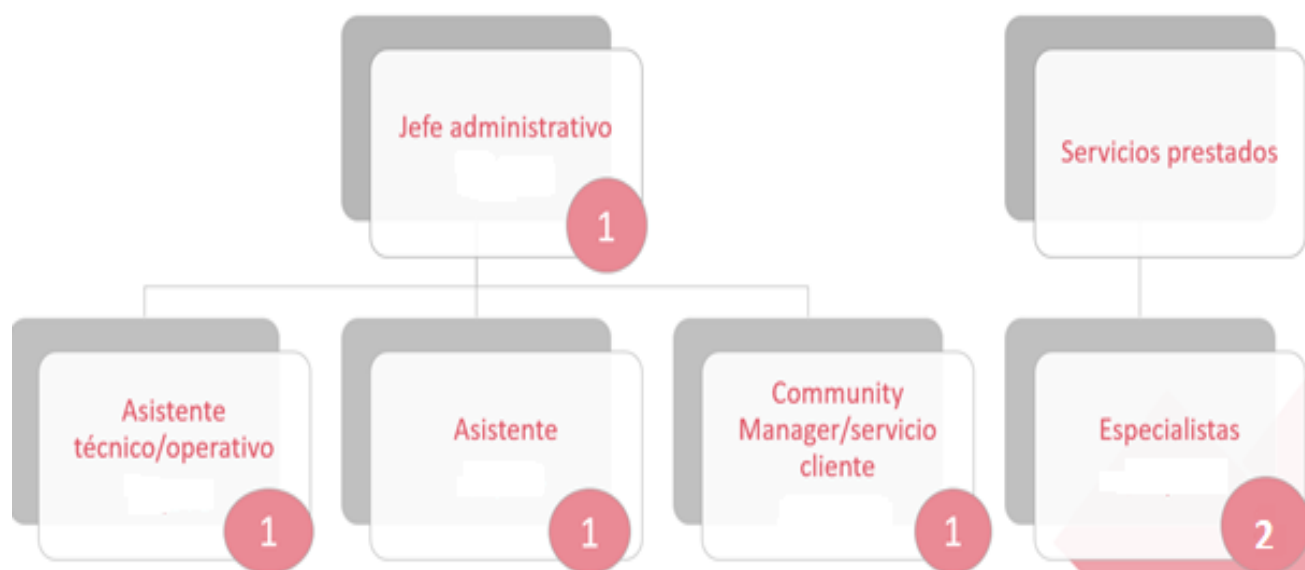 Jefe administrativo
1
Servicios prestados
Asistente
técnico/operativo
1
Asistente
1
Community
Manager/servicio
cliente
1
Especialistas
2